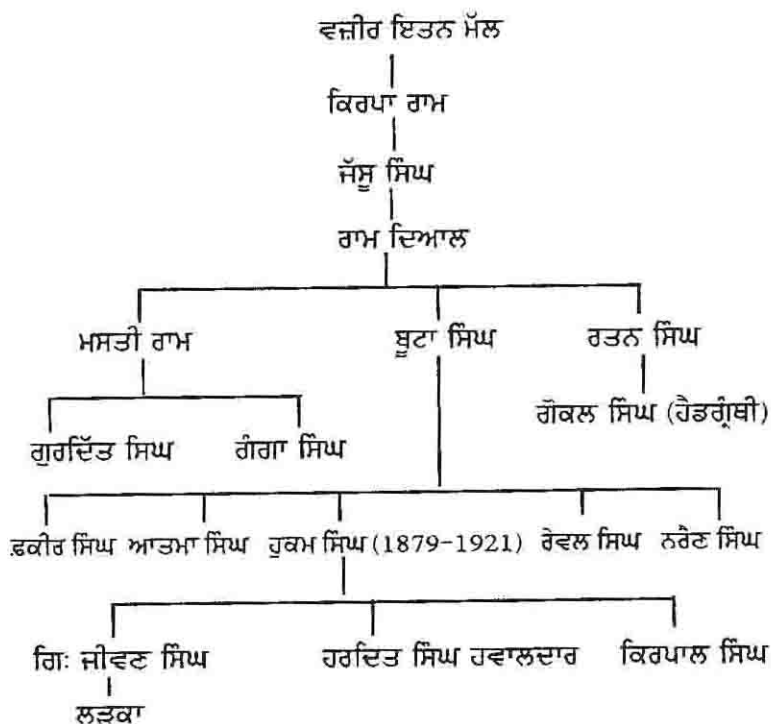 ਵਜ਼ੀਰ ਇਤਨ ਮੱਲ
ਕਿਰਪਾ ਰਾਮ
ਜੱਸੂ ਸਿੰਘ
ਰਾਮ ਦਿਆਲ
ਮਸਤੀ ਰਾਮ ਬੂਟਾ ਸਿੰਘ ਰਤਨ ਸਿੰਘ
ਗੋਕਲ ਸਿੰਘ (ਹੈਡਗ੍ਰੰਥੀ)
ਗੁਰਦਿੱਤ ਸਿਘ ਗੰਗਾ ਸਿੰਘ
ਫ਼ਕੀਰ ਸਿੰਘ ਆਤਮਾ ਸਿੰਘ ਹੁਕਮ ਸਿੰਘ (1879-1921) ਰੇਵਲ ਸਿੰਘ ਨਰੈਣ ਸਿੰਘ
ਗਿਃ ਜੀਵਣ ਸਿੰਘ ਹਰਦਿਤ ਸਿੰਘ ਹਵਾਲਦਾਰ ਕਿਰਪਾਲ ਸਿੰਘ
ਲੜਕਾ